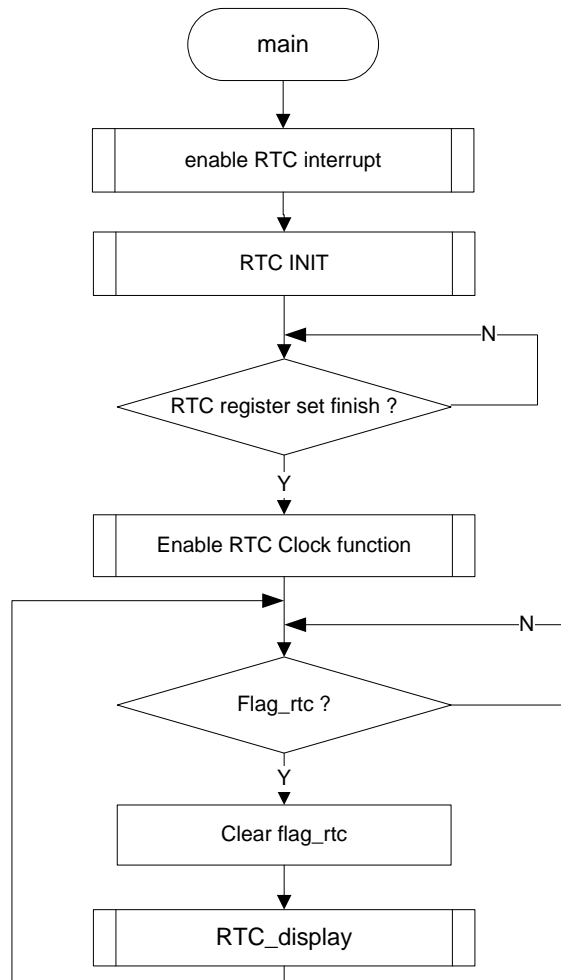 main
enable RTC interrupt
RTC INIT
N
RTC register set finish ?
Y
Enable RTC Clock function
N
Flag_rtc ?
Y
Clear flag_rtc
RTC_display